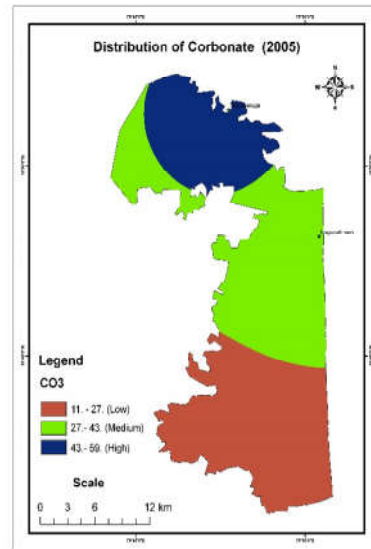 Distribution of Corbonate (2005)
N
W E
S
Legend
CO3
11. - 27. (Low)
27. - 43. (Medium)
43. - 59. (High)
Scale
0 3 6 12 km